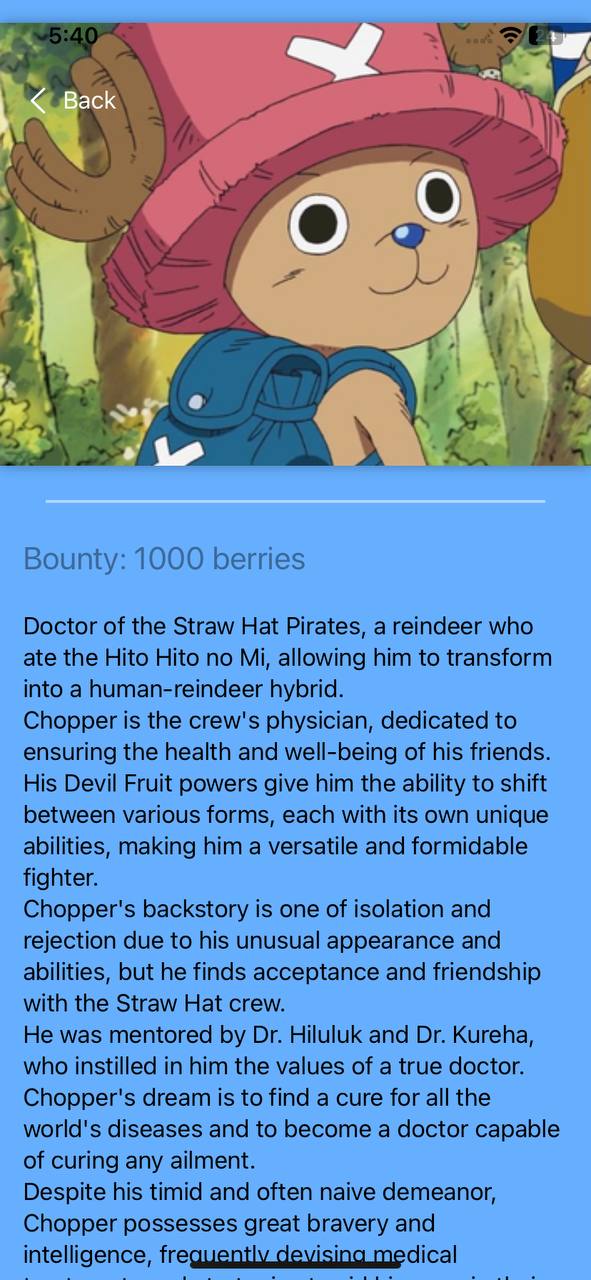 5:40
24
Back
Bounty: 1000 berries
Doctor of the Straw Hat Pirates, a reindeer who
ate the Hito Hito no Mi, allowing him to transform
into a human-reindeer hybrid.
Chopper is the crew's physician, dedicated to
ensuring the health and well-being of his friends.
His Devil Fruit powers give him the ability to shift
between various forms, each with its own unique
abilities, making him a versatile and formidable
fighter.
Chopper's backstory is one of isolation and
rejection due to his unusual appearance and
abilities, but he finds acceptance and friendship
with the Straw Hat crew.
He was mentored by Dr. Hiluluk and Dr. Kureha,
who instilled in him the values of a true doctor.
Chopper's dream is to find a cure for all the
world's diseases and to become a doctor capable
of curing any ailment.
Despite his timid and often naive demeanor,
Chopper possesses great bravery and
intelligence, frequently devising medical